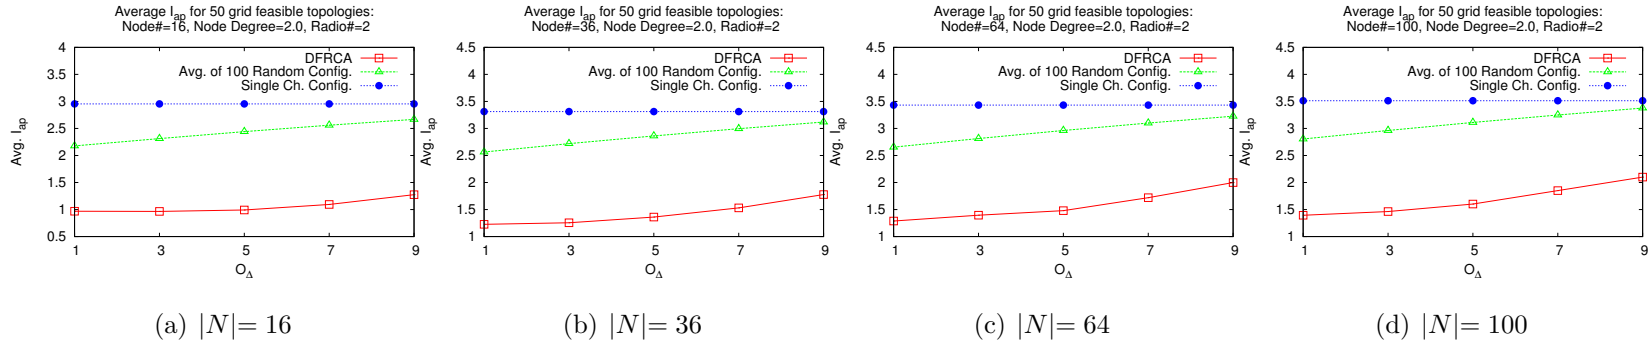 Average I_ap for 50 grid feasible topologies:
Node#=16, Node Degree=2.0, Radio#=2
4
3.5
3
2.5
2
1.5
1
0.5
Avg. I_ap
DFRCA
Avg. of 100 Random Config.
Single Ch. Config.
1 3 5 7 9
O_Δ
(a) |N|= 16
Average I_ap for 50 grid feasible topologies:
Node#=36, Node Degree=2.0, Radio#=2
4.5
4
3.5
3
2.5
2
1.5
1
Avg. I_ap
DFRCA
Avg. of 100 Random Config.
Single Ch. Config.
1 3 5 7 9
O_Δ
(b) |N|= 36
Average I_ap for 50 grid feasible topologies:
Node#=64, Node Degree=2.0, Radio#=2
4.5
4
3.5
3
2.5
2
1.5
1
Avg. I_ap
DFRCA
Avg. of 100 Random Config.
Single Ch. Config.
1 3 5 7 9
O_Δ
(c) |N|= 64
Average I_ap for 50 grid feasible topologies:
Node#=100, Node Degree=2.0, Radio#=2
4.5
4
3.5
3
2.5
2
1.5
1
Avg. I_ap
DFRCA
Avg. of 100 Random Config.
Single Ch. Config.
1 3 5 7 9
O_Δ
(d) |N|= 100